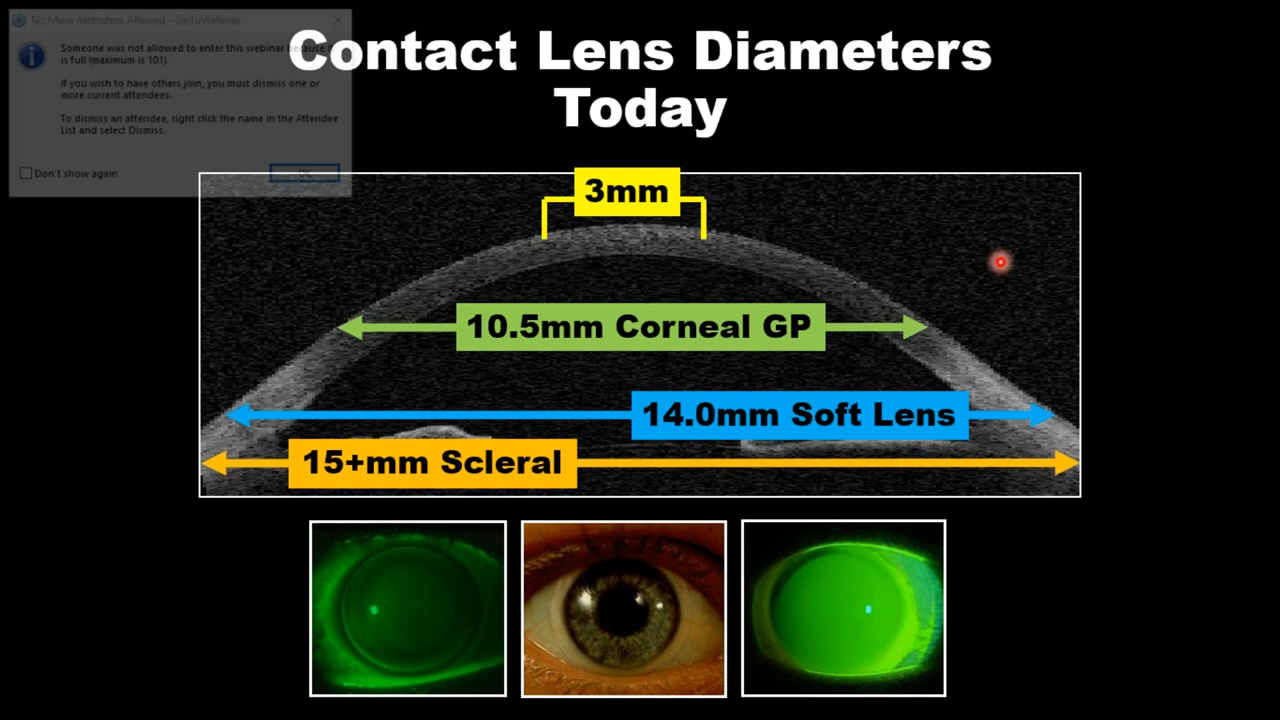 No More Attendees Allowed - GoToWebinar
Someone was not allowed to enter this webinar because it
is full (maximum is 101).
If you wish to have others join, you must dismiss one or
more current attendees.
To dismiss an attendee, right click the name in the Attendee
List and select Dismiss.
Don't show again
OK
Contact Lens Diameters
Today
3mm
10.5mm Corneal GP
14.0mm Soft Lens
15+mm Scleral